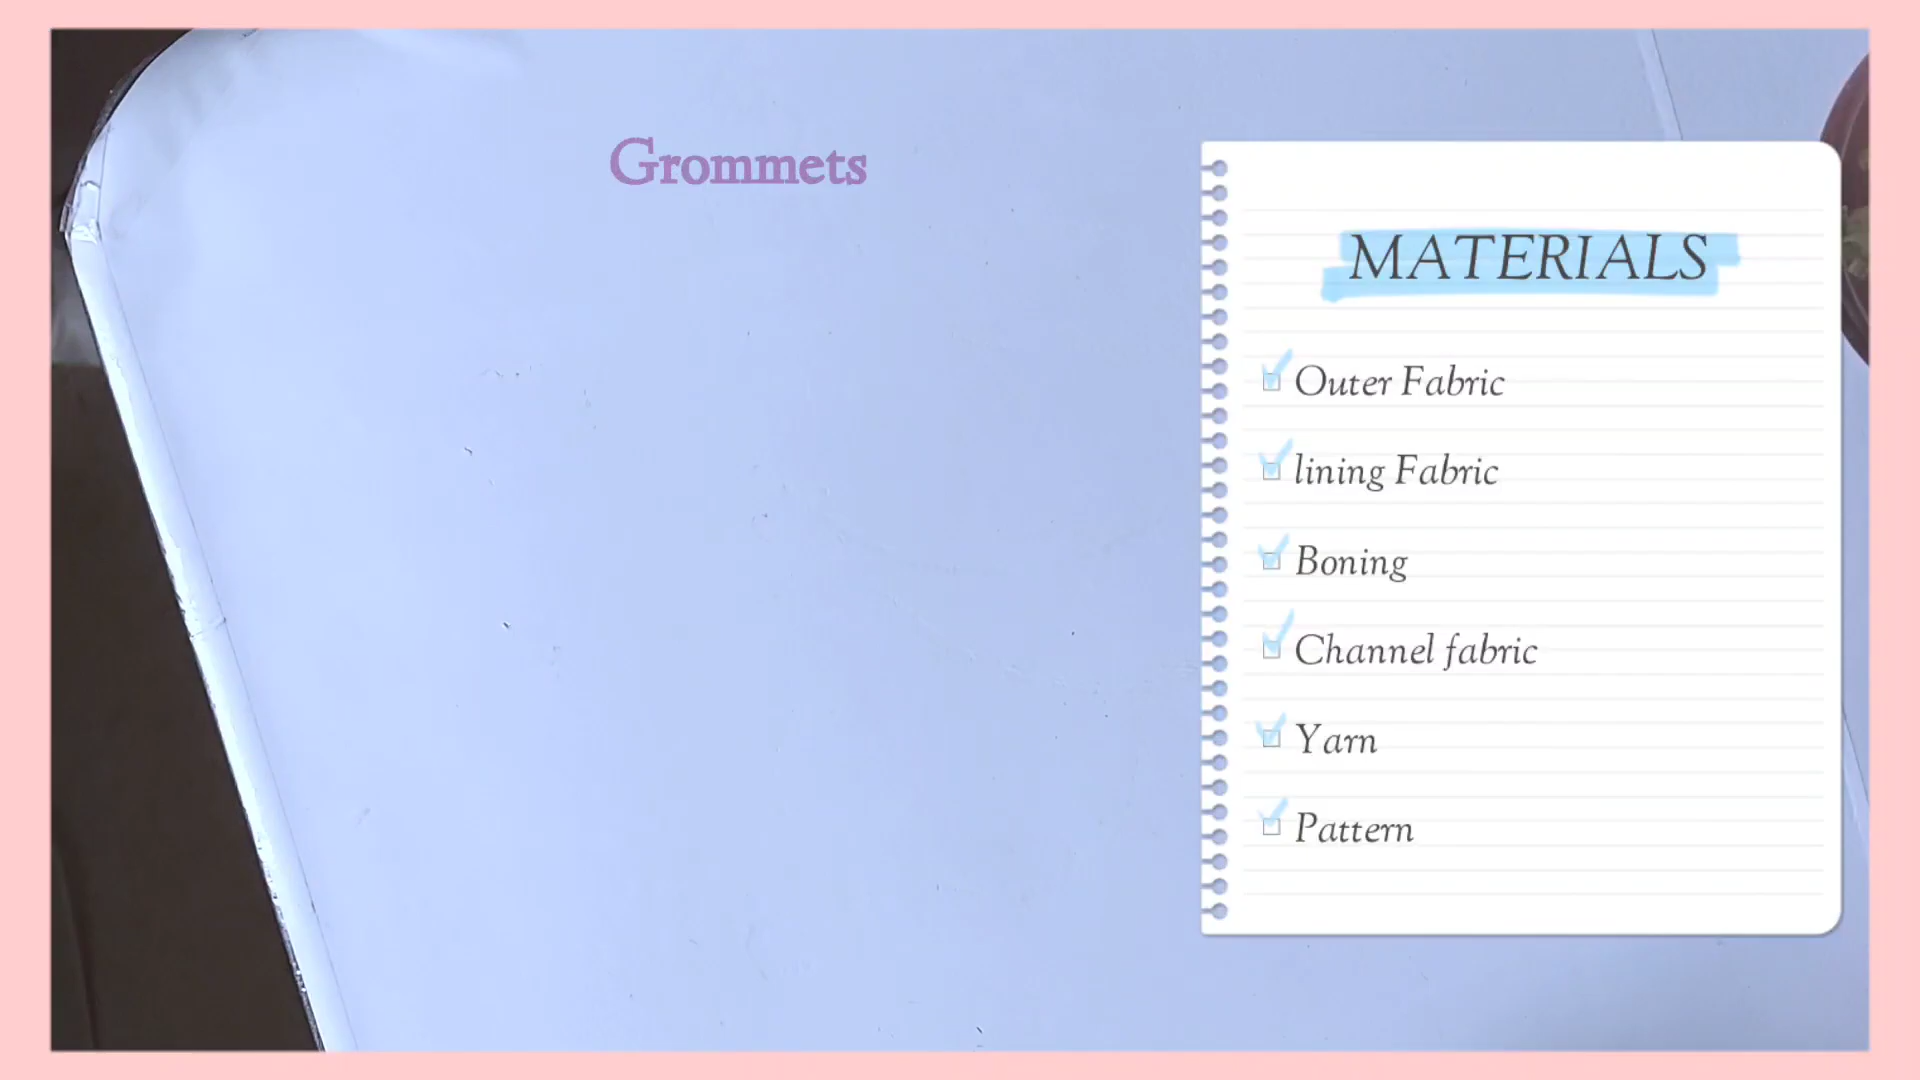 Grommets
MATERIALS
Outer Fabric
lining Fabric
Boning
Channel fabric
Yarn
Pattern